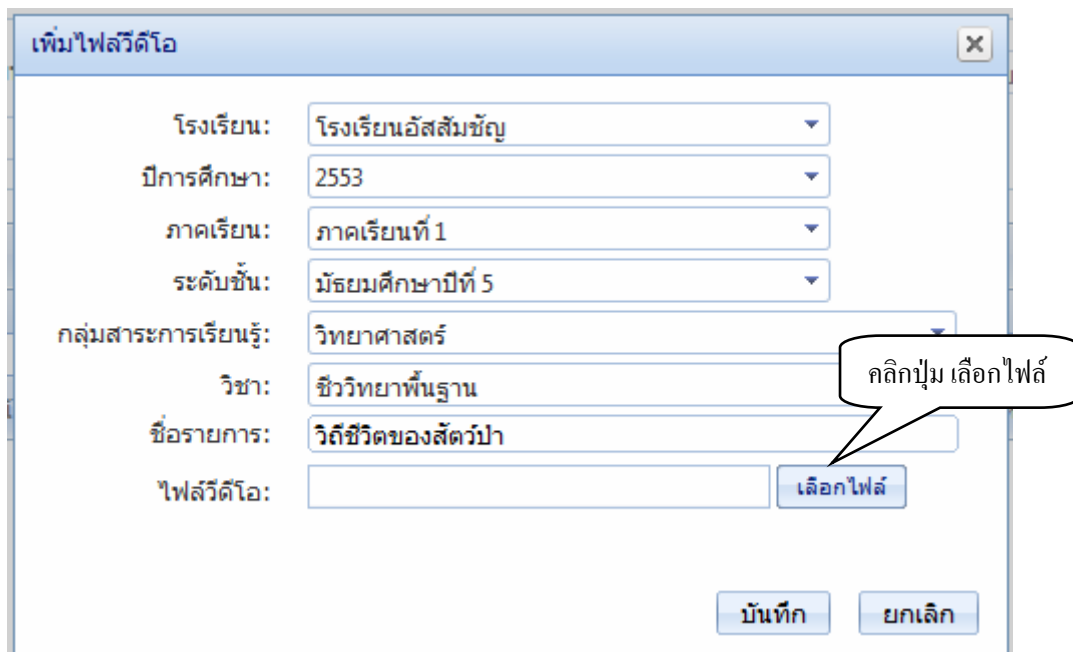 เพิ่มไฟล์วีดีโอ
โรงเรียน: โรงเรียนอัสสัมชัญ
ปีการศึกษา: 2553
ภาคเรียน: ภาคเรียนที่ 1
ระดับชั้น: มัธยมศึกษาปีที่ 5
กลุ่มสาระการเรียนรู้: วิทยาศาสตร์
คลิกปุ่ม เลือกไฟล์
วิชา: ชีววิทยาพื้นฐาน
ชื่อรายการ: วิถีชีวิตของสัตว์ป่า
ไฟล์วีดีโอ: เลือกไฟล์
บันทึก ยกเลิก